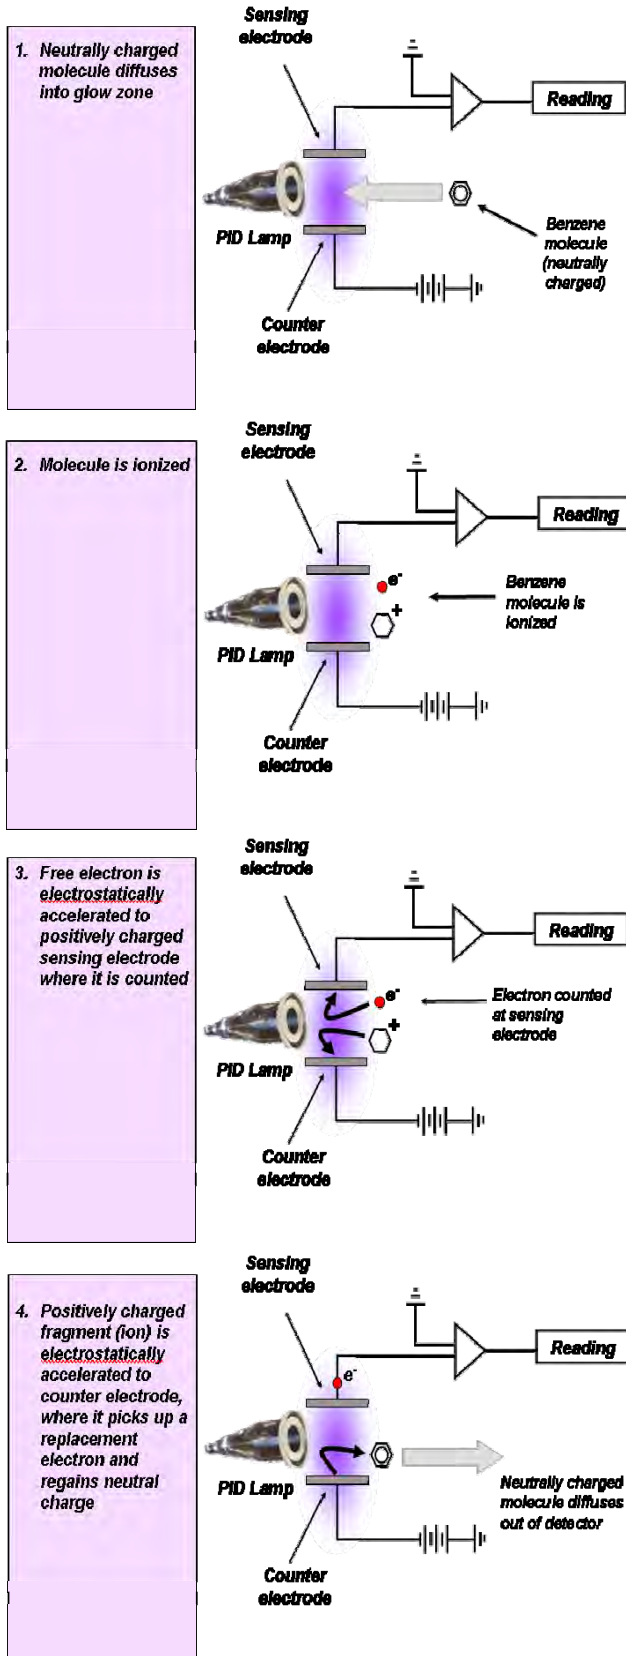 1. Neutrally charged
molecule diffuses
into glow zone
Sensing
electrode
Reading
PID Lamp
Benzene
molecule
(neutrally
charged)
Counter
electrode
2. Molecule is ionized
Sensing
electrode
Reading
e-
+
Benzene
molecule is
ionized
PID Lamp
Counter
electrode
3. Free electron is
electrostatically
accelerated to
positively charged
sensing electrode
where it is counted
Sensing
electrode
Reading
e-
+
Electron counted
at sensing
electrode
PID Lamp
Counter
electrode
4. Positively charged
fragment (ion) is
electrostatically
accelerated to
counter electrode,
where it picks up a
replacement
electron and
regains neutral
charge
Sensing
electrode
Reading
e-
PID Lamp
Neutrally charged
molecule diffuses
out of detector
Counter
electrode